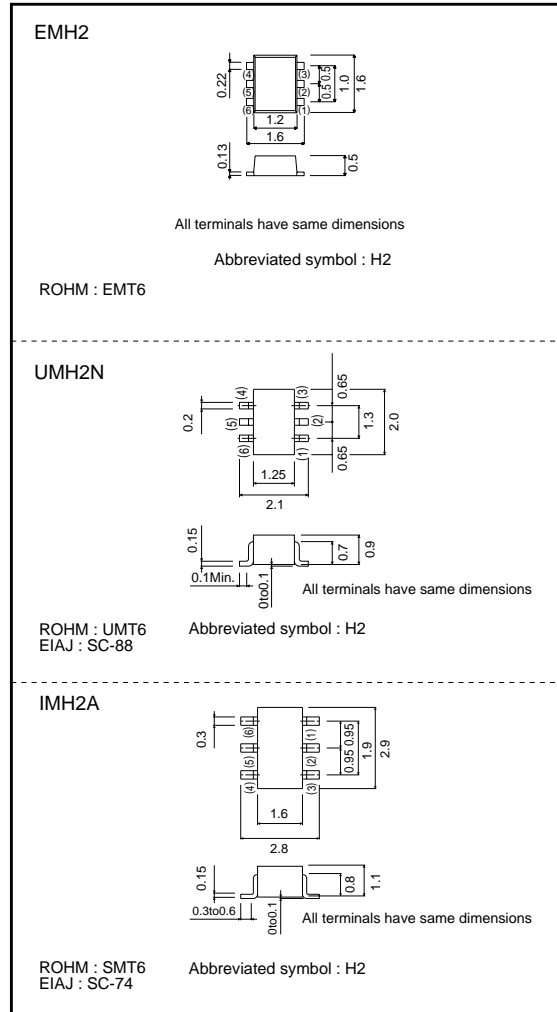 EMH2
0.22
(4)
(3)
(5)
(2)
(6)
(1)
0.5 0.5
1.0
1.6
1.2
1.6
0.13
0.5
All terminals have same dimensions
Abbreviated symbol : H2
ROHM : EMT6
UMH2N
0.2
(4)
(3)
(5)
(2)
(6)
(1)
0.65
1.3
2.0
0.65
1.25
2.1
0.15
0.1Min.
0to0.1
0.7
0.9
All terminals have same dimensions
ROHM : UMT6 Abbreviated symbol : H2
EIAJ : SC-88
IMH2A
0.3
(6)
(1)
(5)
(2)
(4)
(3)
0.95 0.95
1.9
2.9
1.6
2.8
0.15
0.3to0.6
0to0.1
0.8
1.1
All terminals have same dimensions
ROHM : SMT6 Abbreviated symbol : H2
EIAJ : SC-74